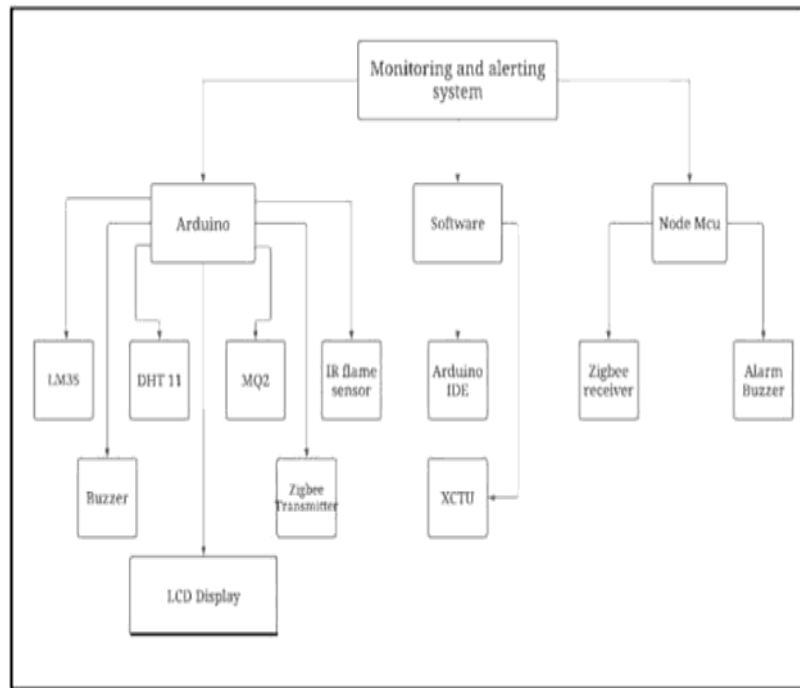 Monitoring and alerting
system
Arduino
Software
Node Mcu
LM35
DHT 11
MQ2
IR flame
sensor
Arduino
IDE
Zigbee
receiver
Alarm
Buzzer
Buzzer
Zigbee
Transmitter
XCTU
LCD Display